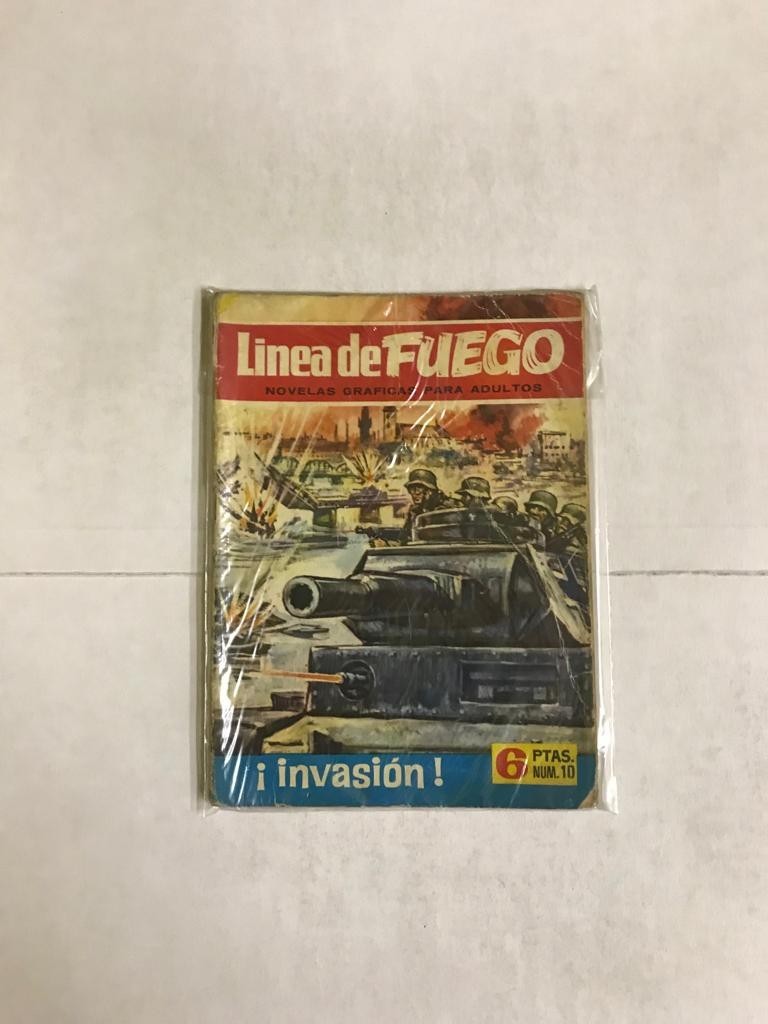 Linea de FUEGO
NOVELAS GRAFICAS PARA ADULTOS
¡ invasión !
6 PTAS.
NUM. 10